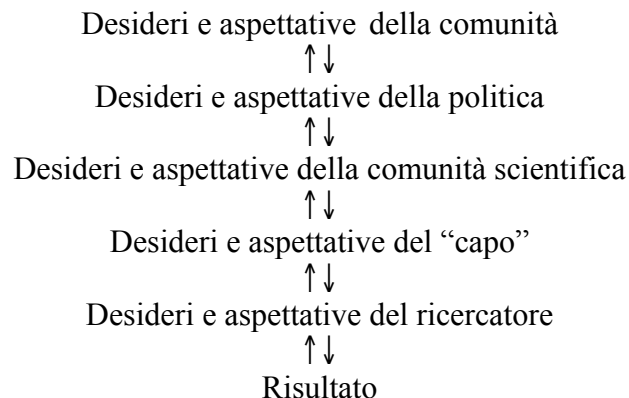 Desideri e aspettative della comunità
↑↓
Desideri e aspettative della politica
↑↓
Desideri e aspettative della comunità scientifica
↑↓
Desideri e aspettative del “capo”
↑↓
Desideri e aspettative del ricercatore
↑↓
Risultato